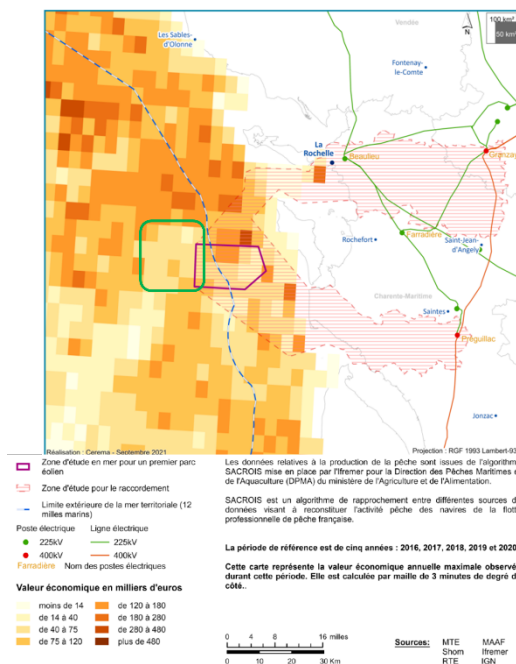 100 km²
50 km²
N
Vendée
Les Sables-
d'Olonne
Fontenay-
le-Comte
La
Rochelle
Beaulieu
Granzay
Rochefort
Farradière
Saint-Jean-
d'Angely
Charente-Maritime
Saintes
Préguillac
Jonzac
Réalisation : Cerema - Septembre 2021
Projection : RGF 1993 Lambert-93
Zone d'étude en mer pour un premier parc
éolien
Zone d'étude pour le raccordement
Limite extérieure de la mer territoriale (12
milles marins)
Poste électrique Ligne électrique
225kV 225kV
400kV 400kV
Farradière Nom des postes électriques
Valeur économique en milliers d'euros
moins de 14 de 120 à 180
de 14 à 40 de 180 à 280
de 40 à 75 de 280 à 480
de 75 à 120 plus de 480
Les données relatives à la production de la pêche sont issues de l'algorithm
SACROIS mise en place par l'Ifremer pour la Direction des Pêches Maritimes e
de l'Aquaculture (DPMA) du ministère de l'Agriculture et de l'Alimentation.
SACROIS est un algorithme de rapprochement entre différentes sources d
données visant à reconstituer l'activité pêche des navires de la flott
professionnelle de pêche française.
La période de référence est de cinq années : 2016, 2017, 2018, 2019 et 2020
Cette carte représente la valeur économique annuelle maximale observé
durant cette période. Elle est calculée par maille de 3 minutes de degré d
côté..
0 4 8 16 milles
0 10 20 30 Km
Sources: MTE MAAF
Shom Ifremer
RTE IGN